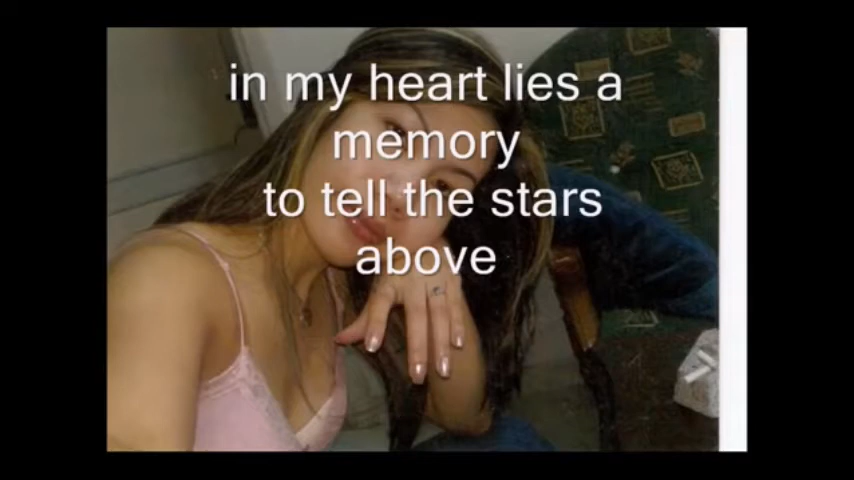 in my heart lies a
memory
to tell the stars
above